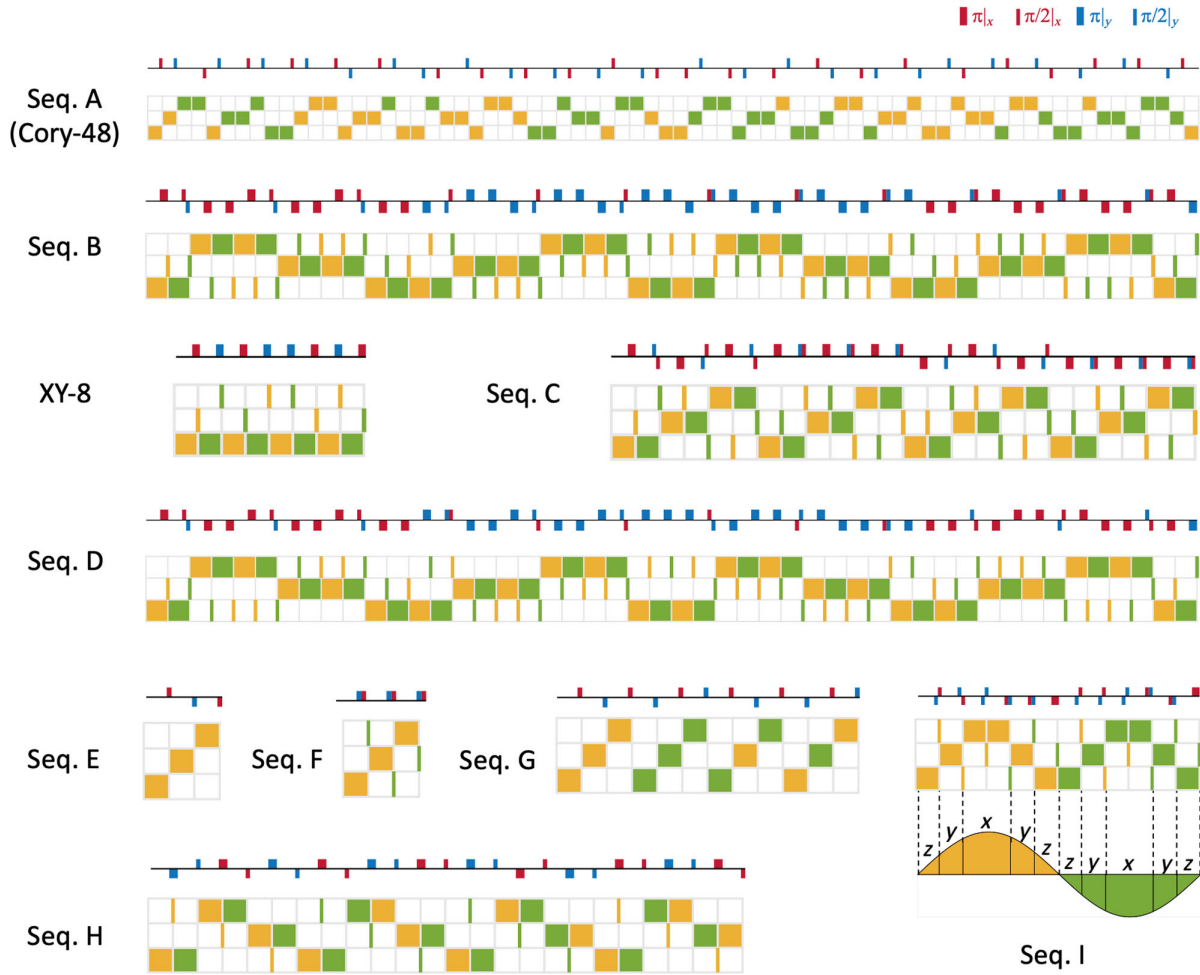 π|x π/2|x π|y π/2|y
Seq. A
(Cory-48)
Seq. B
XY-8
Seq. C
Seq. D
Seq. E
Seq. F
Seq. G
z y x y z z y x y z
Seq. H
Seq. I